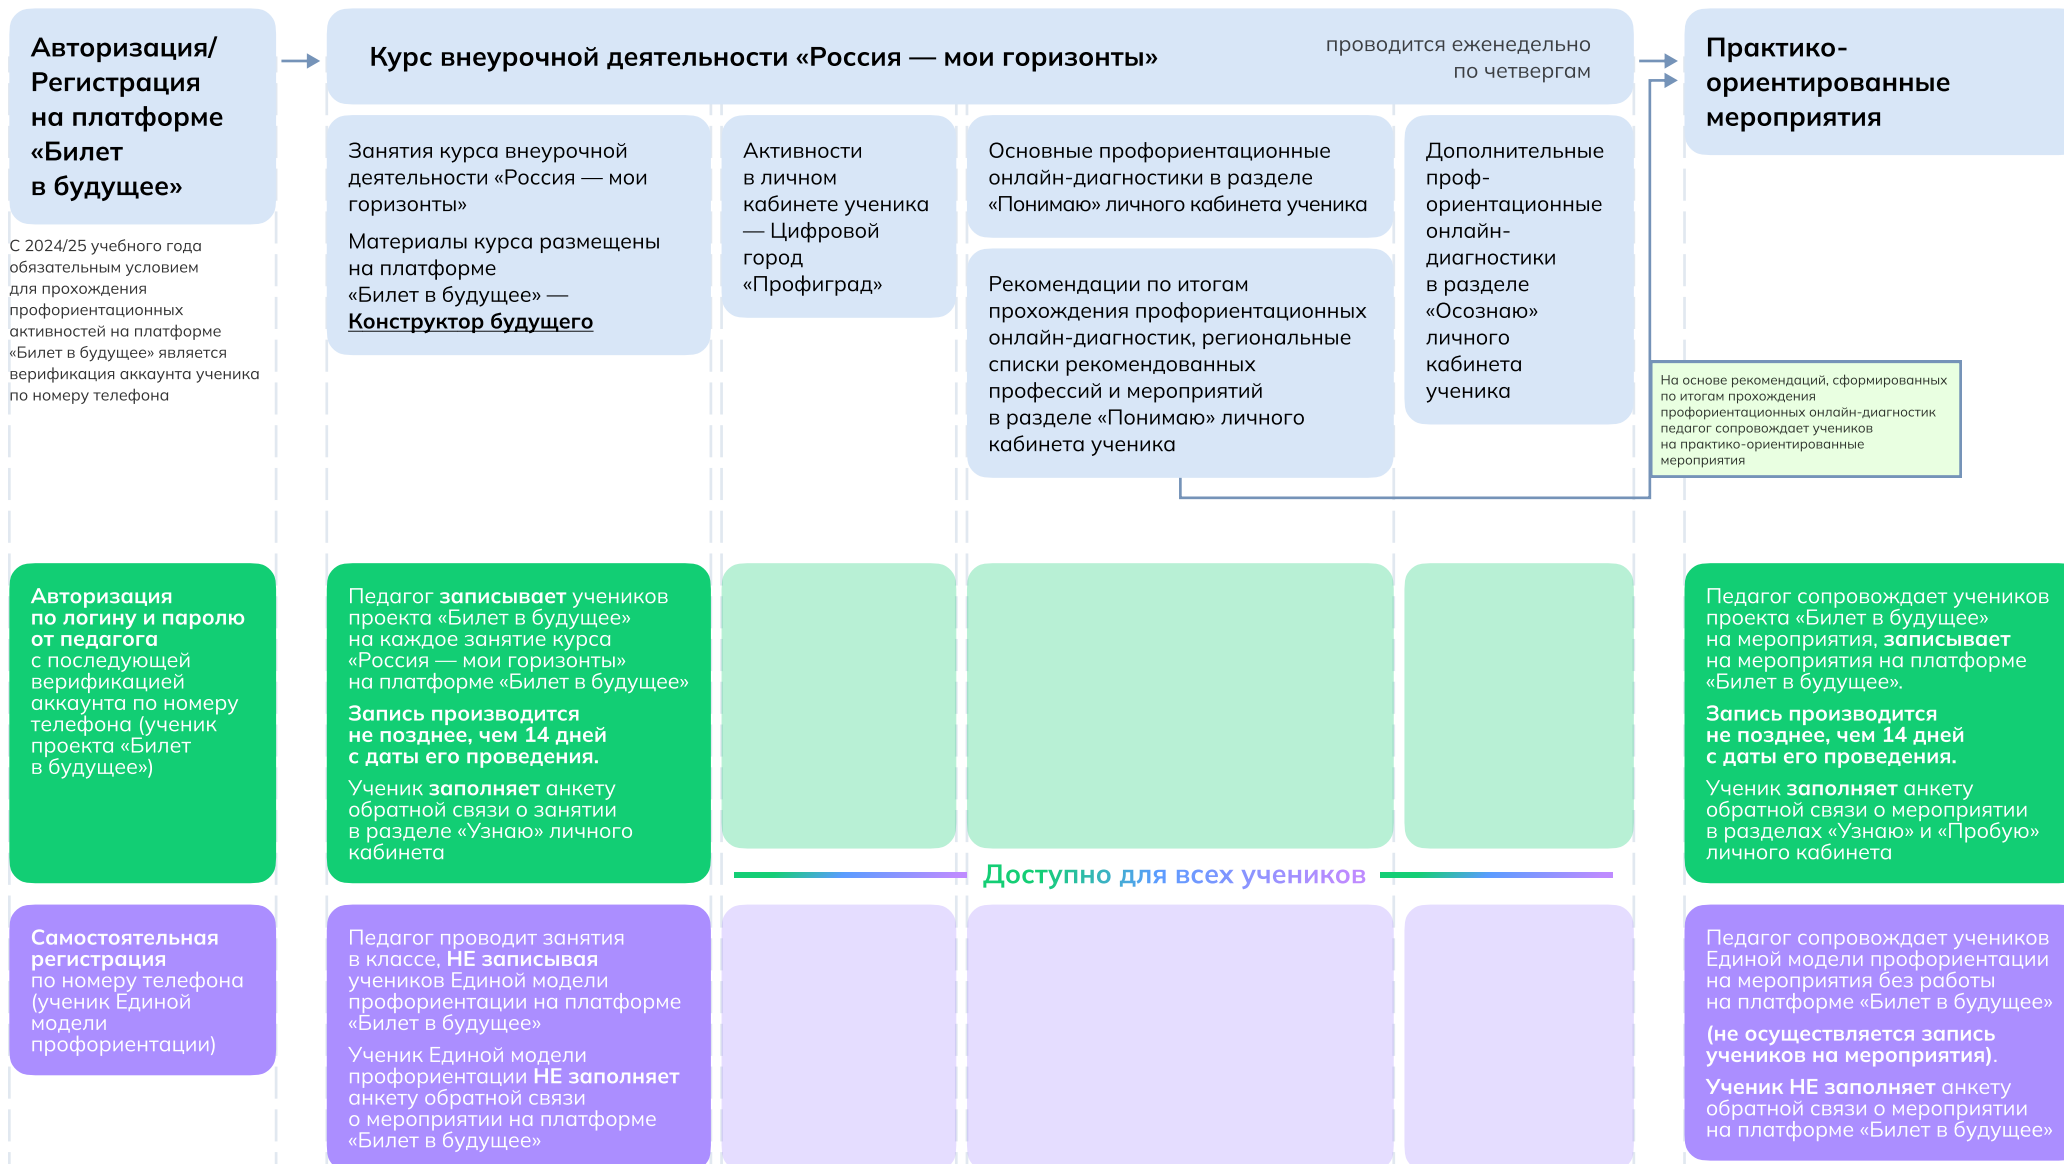 Авторизация/
Регистрация
на платформе
«Билет
в будущее»
С 2024/25 учебного года
обязательным условием
для прохождения
профориентационных
активностей на платформе
«Билет в будущее» является
верификация аккаунта ученика
по номеру телефона
Курс внеурочной деятельности «Россия — мои горизонты»
проводится еженедельно
по четвергам
Занятия курса внеурочной
деятельности «Россия — мои
горизонты»
Материалы курса размещены
на платформе
«Билет в будущее» —
Конструктор будущего
Активности
в личном
кабинете ученика
— Цифровой
город
«Профиград»
Основные профориентационные
онлайн-диагностики в разделе
«Понимаю» личного кабинета ученика
Рекомендации по итогам
прохождения профориентационных
онлайн-диагностик, региональные
списки рекомендованных
профессий и мероприятий
в разделе «Понимаю» личного
кабинета ученика
Дополнительные
проф-
ориентационные
онлайн-
диагностики
в разделе
«Осознаю»
личного
кабинета
ученика
Практико-
ориентированные
мероприятия
На основе рекомендаций, сформированных
по итогам прохождения
профориентационных онлайн-диагностик
педагог сопровождает учеников
на практико-ориентированные
мероприятия
Авторизация
по логину и паролю
от педагога
с последующей
верификацией
аккаунта по номеру
телефона (ученик
проекта «Билет
в будущее»)
Педагог записывает учеников
проекта «Билет в будущее»
на каждое занятие курса
«Россия — мои горизонты»
на платформе «Билет в будущее»
Запись производится
не позднее, чем 14 дней
с даты его проведения.
Ученик заполняет анкету
обратной связи о занятии
в разделе «Узнаю» личного
кабинета
Доступно для всех учеников
Педагог сопровождает учеников
проекта «Билет в будущее»
на мероприятия, записывает
на мероприятия на платформе
«Билет в будущее».
Запись производится
не позднее, чем 14 дней
с даты его проведения.
Ученик заполняет анкету
обратной связи о мероприятии
в разделах «Узнаю» и «Пробую»
личного кабинета
Самостоятельная
регистрация
по номеру телефона
(ученик Единой
модели
профориентации)
Педагог проводит занятия
в классе, НЕ записывая
учеников Единой модели
профориентации на платформе
«Билет в будущее»
Ученик Единой модели
профориентации НЕ заполняет
анкету обратной связи
о мероприятии на платформе
«Билет в будущее»
Педагог сопровождает учеников
Единой модели профориентации
на мероприятия без работы
на платформе «Билет в будущее»
(не осуществляется запись
учеников на мероприятия).
Ученик НЕ заполняет анкету
обратной связи о мероприятии
на платформе «Билет в будущее»